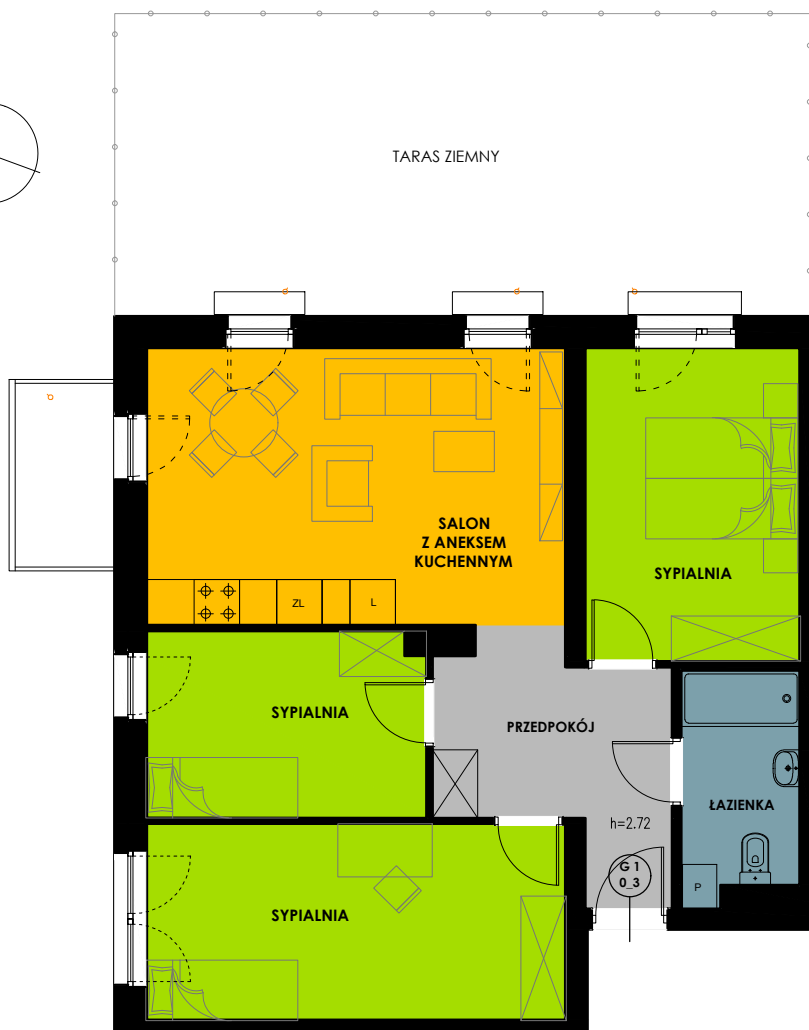 TARAS ZIEMNY
SALON
Z ANEKSEM
KUCHENNYM
SYPIALNIA
ZL
L
SYPIALNIA
PRZEDPOKÓJ
ŁAZIENKA
h=2.72
G 1
0_3
P
SYPIALNIA